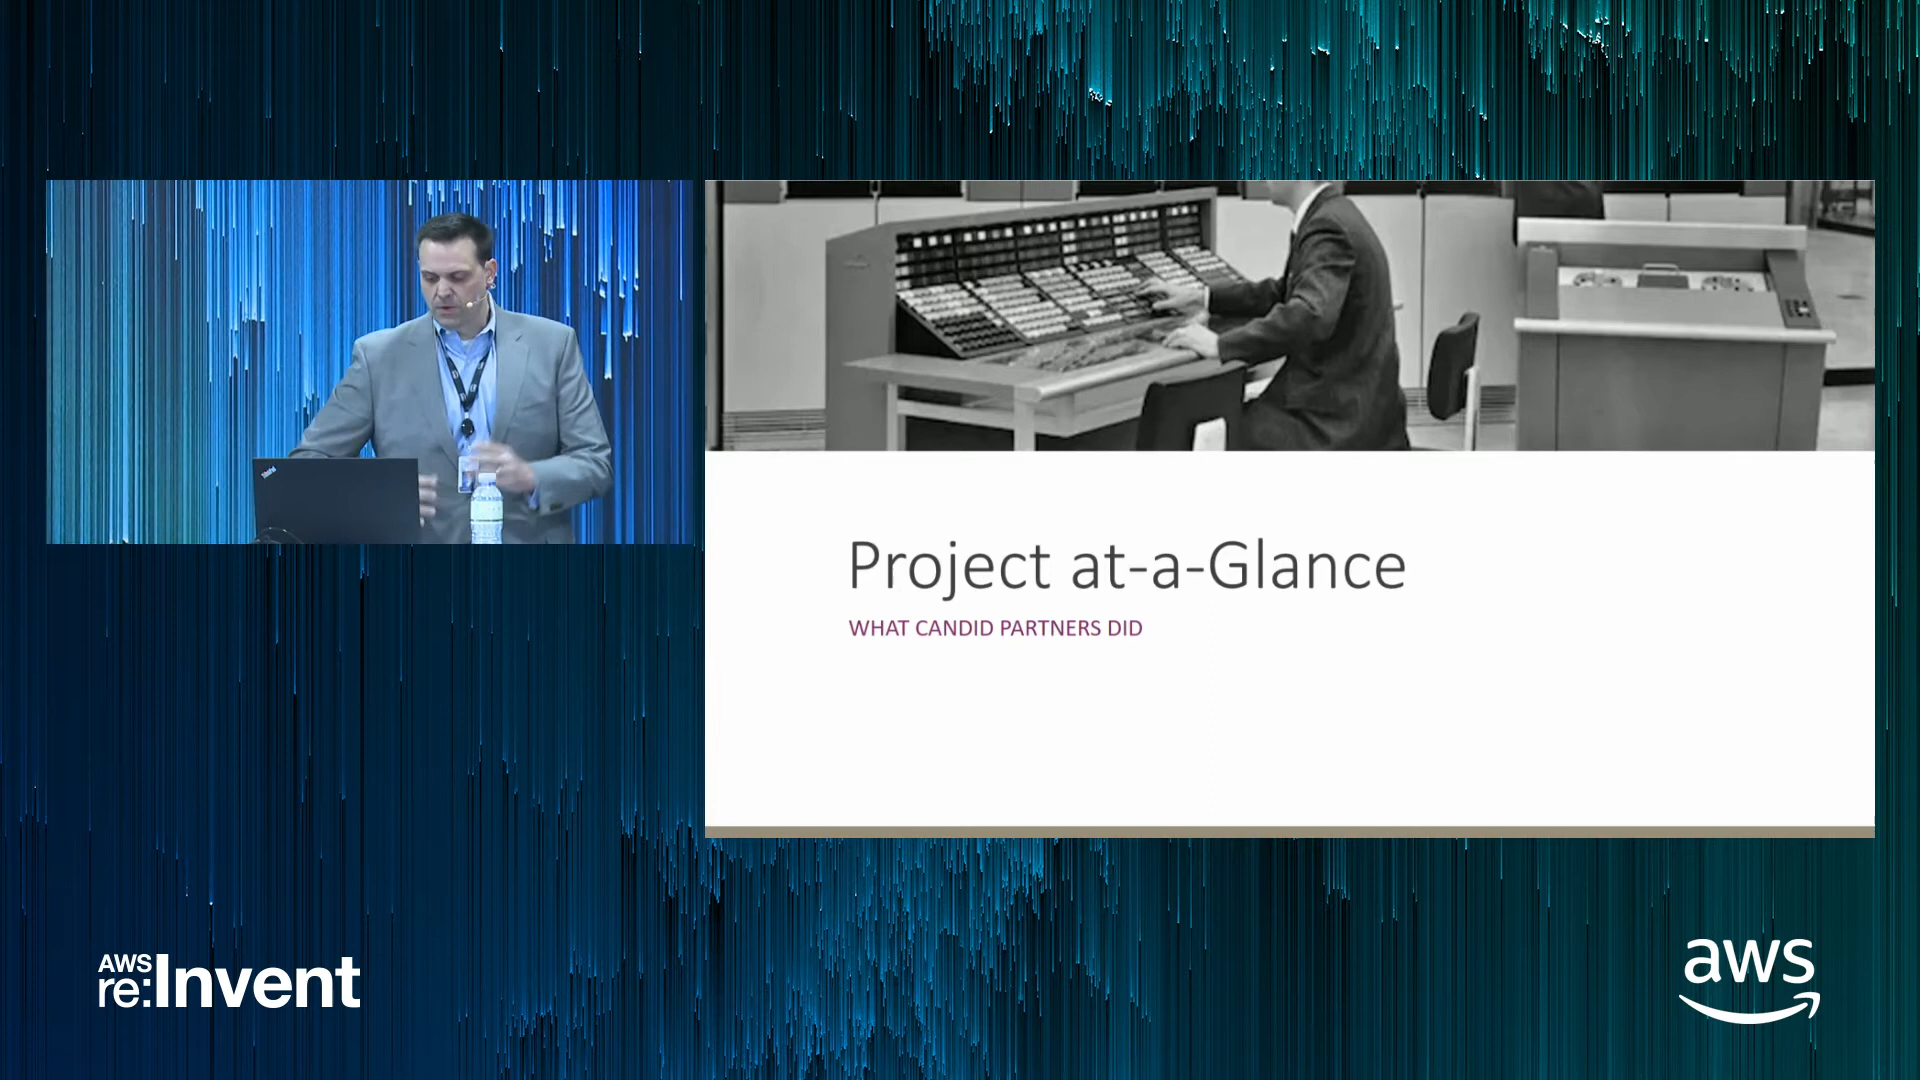 Project at-a-Glance
WHAT CANDID PARTNERS DID
AWS
re:Invent
aws